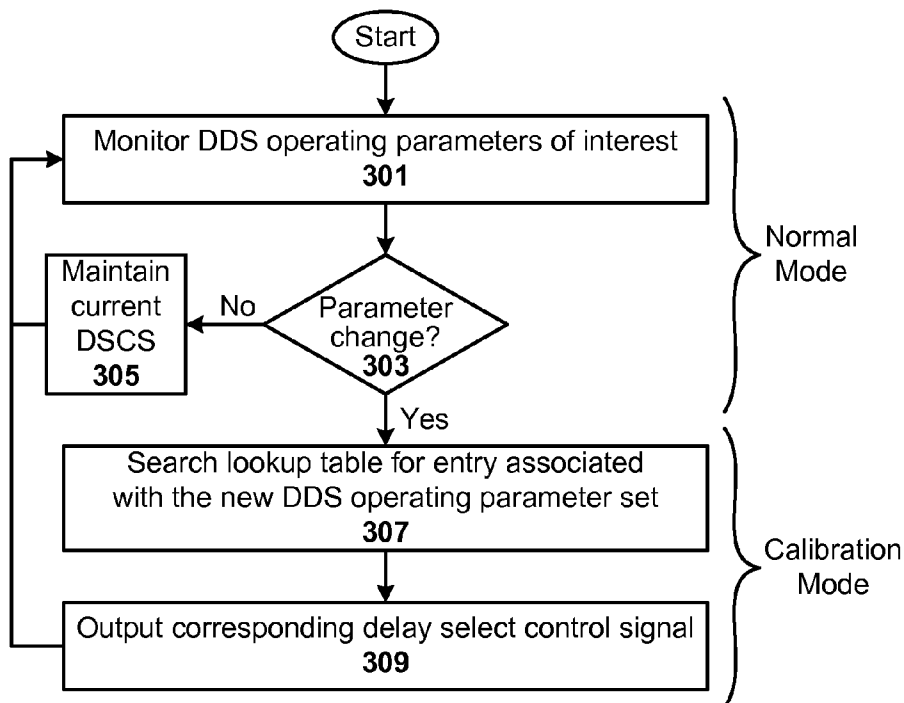 Start
Monitor DDS operating parameters of interest
301
Normal
Mode
Maintain
current
DSCS
305
No
Parameter
change?
303
Yes
Search lookup table for entry associated
with the new DDS operating parameter set
307
Calibration
Mode
Output corresponding delay select control signal
309